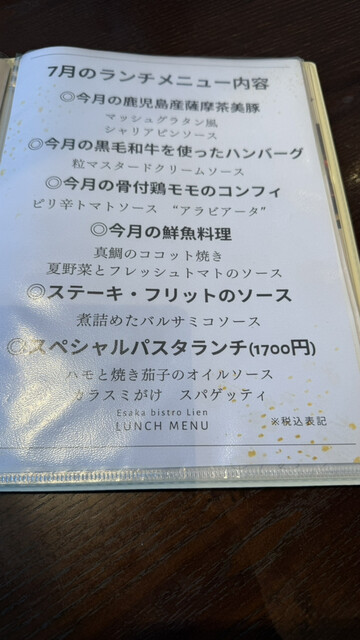 7月のランチメニュー内容
◎今月の鹿児島産薩摩茶美豚
マッシュグラタン風
シャリアピンソース
◎今月の黒毛和牛を使ったハンバーグ
粒マスタードクリームソース
◎今月の骨付鶏モモのコンフィ
ピリ辛トマトソース “アラビアータ”
◎今月の鮮魚料理
真鯛のココット焼き
夏野菜とフレッシュトマトのソース
◎ステーキ・フリットのソース
煮詰めたバルサミコソース
◎スペシャルパスタランチ(1700円)
ハモと焼き茄子のオイルソース
カラスミがけ スパゲッティ
Esaka bistro Lien
LUNCH MENU
※税込表記